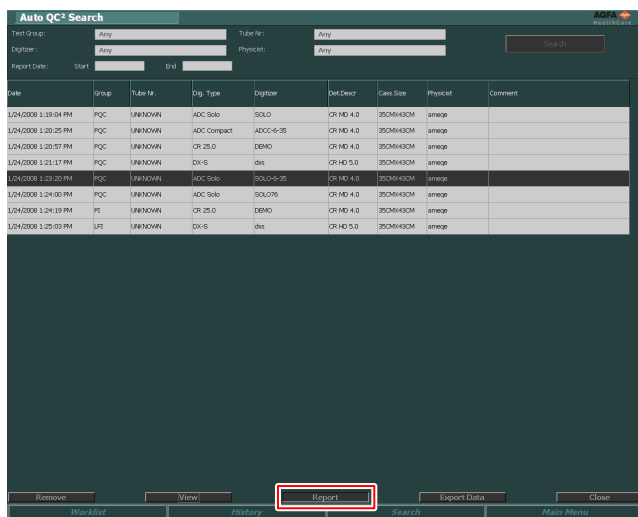 Auto QC² Search
AGFA
HealthCare
Test Group: Any Tube Nr: Any
Digitizer: Any Physicist: Any
Search
Report Date: Start End
Date Group Tube Nr. Dig. Type Digitizer Det.Descr Cass.Size Physicist Comment
1/24/2008 1:19:04 PM PQC UNKNOWN ADC Solo SOLO CR MD 4.0 35CMX43CM ameqe
1/24/2008 1:20:25 PM PQC UNKNOWN ADC Compact ADCC-6-35 CR MD 4.0 35CMX43CM ameqe
1/24/2008 1:20:57 PM PQC UNKNOWN CR 25.0 DEMO CR MD 4.0 35CMX43CM ameqe
1/24/2008 1:21:17 PM PQC UNKNOWN DX-S dxs CR HD 5.0 35CMX43CM ameqe
1/24/2008 1:23:20 PM PQC UNKNOWN ADC Solo SOLO-6-35 CR MD 4.0 35CMX43CM ameqe
1/24/2008 1:24:00 PM PQC UNKNOWN ADC Solo SOLO76 CR MD 4.0 35CMX43CM ameqe
1/24/2008 1:24:19 PM PI UNKNOWN CR 25.0 DEMO CR MD 4.0 35CMX43CM ameqe
1/24/2008 1:25:03 PM LFI UNKNOWN DX-S dxs CR HD 5.0 35CMX43CM ameqe
Remove View Report Export Data Close
Worklist History Search Main Menu